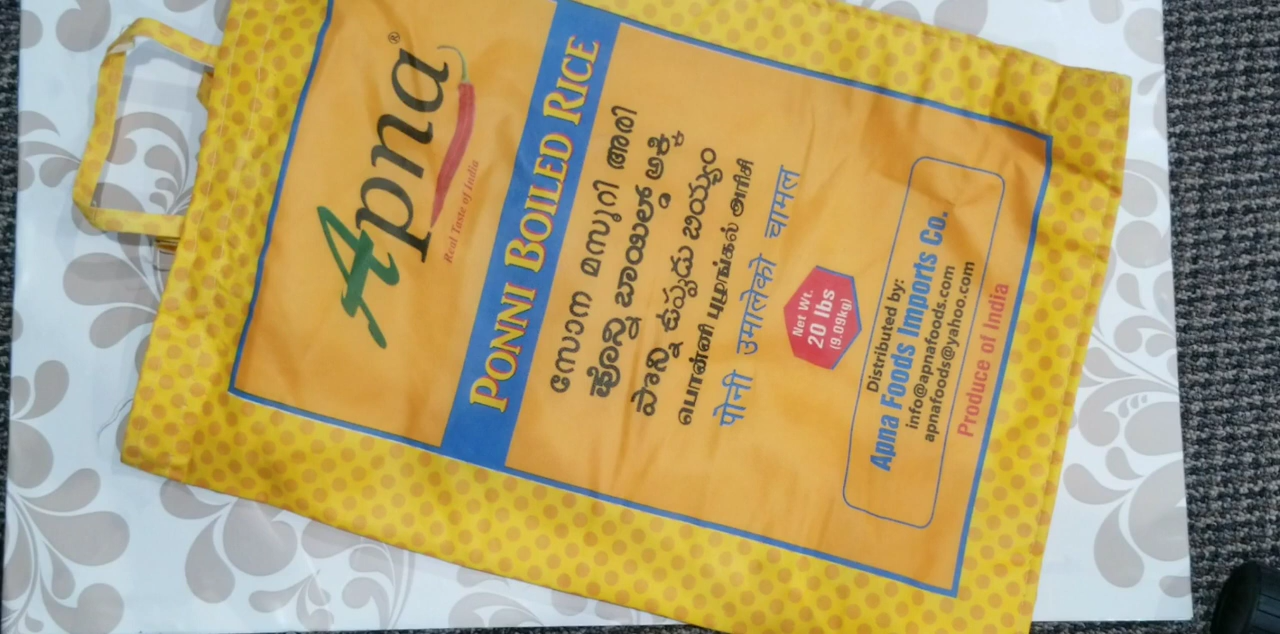 Apna®
Real Taste of India
PONNI BOILED RICE
സോന മസൂറി അരി
ಪೊನ್ನಿ ಬಾಯಿಲ್ಡ್ ಅಕ್ಕಿ
పొన్ని ఉప్పుడు బియ్యం
பொன்னி புழுங்கல் அரிசி
पोनी उमालेको चामल
Net Wt.
20 lbs
(9.09kg)
Distributed by:
Apna Foods Imports Co.
info@apnafoods.com
apnafoods@yahoo.com
Produce of India